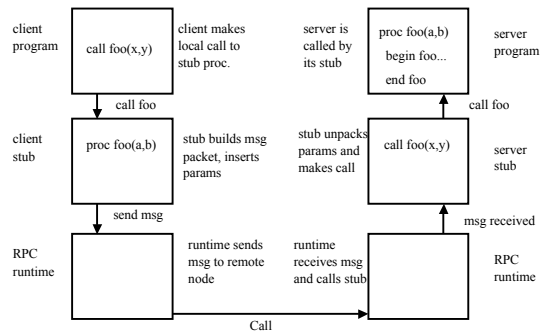 client
program
call foo(x,y)
client makes
local call to
stub proc.
server is
called by
its stub
proc foo(a,b)
begin foo...
end foo
server
program
call foo
call foo
client
stub
proc foo(a,b)
stub builds msg
packet, inserts
params
stub unpacks
params and
makes call
call foo(x,y)
server
stub
send msg
msg received
RPC
runtime
runtime sends
msg to remote
node
runtime
receives msg
and calls stub
RPC
runtime
Call